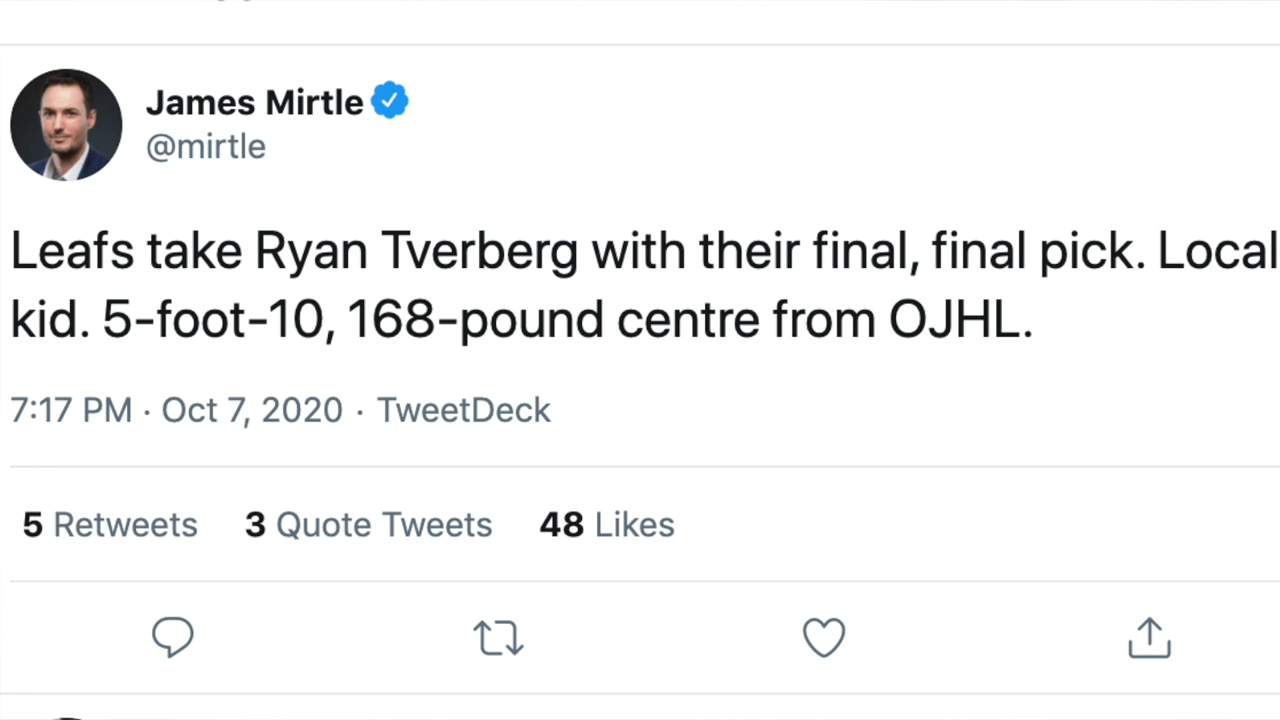 James Mirtle
@mirtle
Leafs take Ryan Tverberg with their final, final pick. Local
kid. 5-foot-10, 168-pound centre from OJHL.
7:17 PM · Oct 7, 2020 · TweetDeck
5 Retweets 3 Quote Tweets 48 Likes